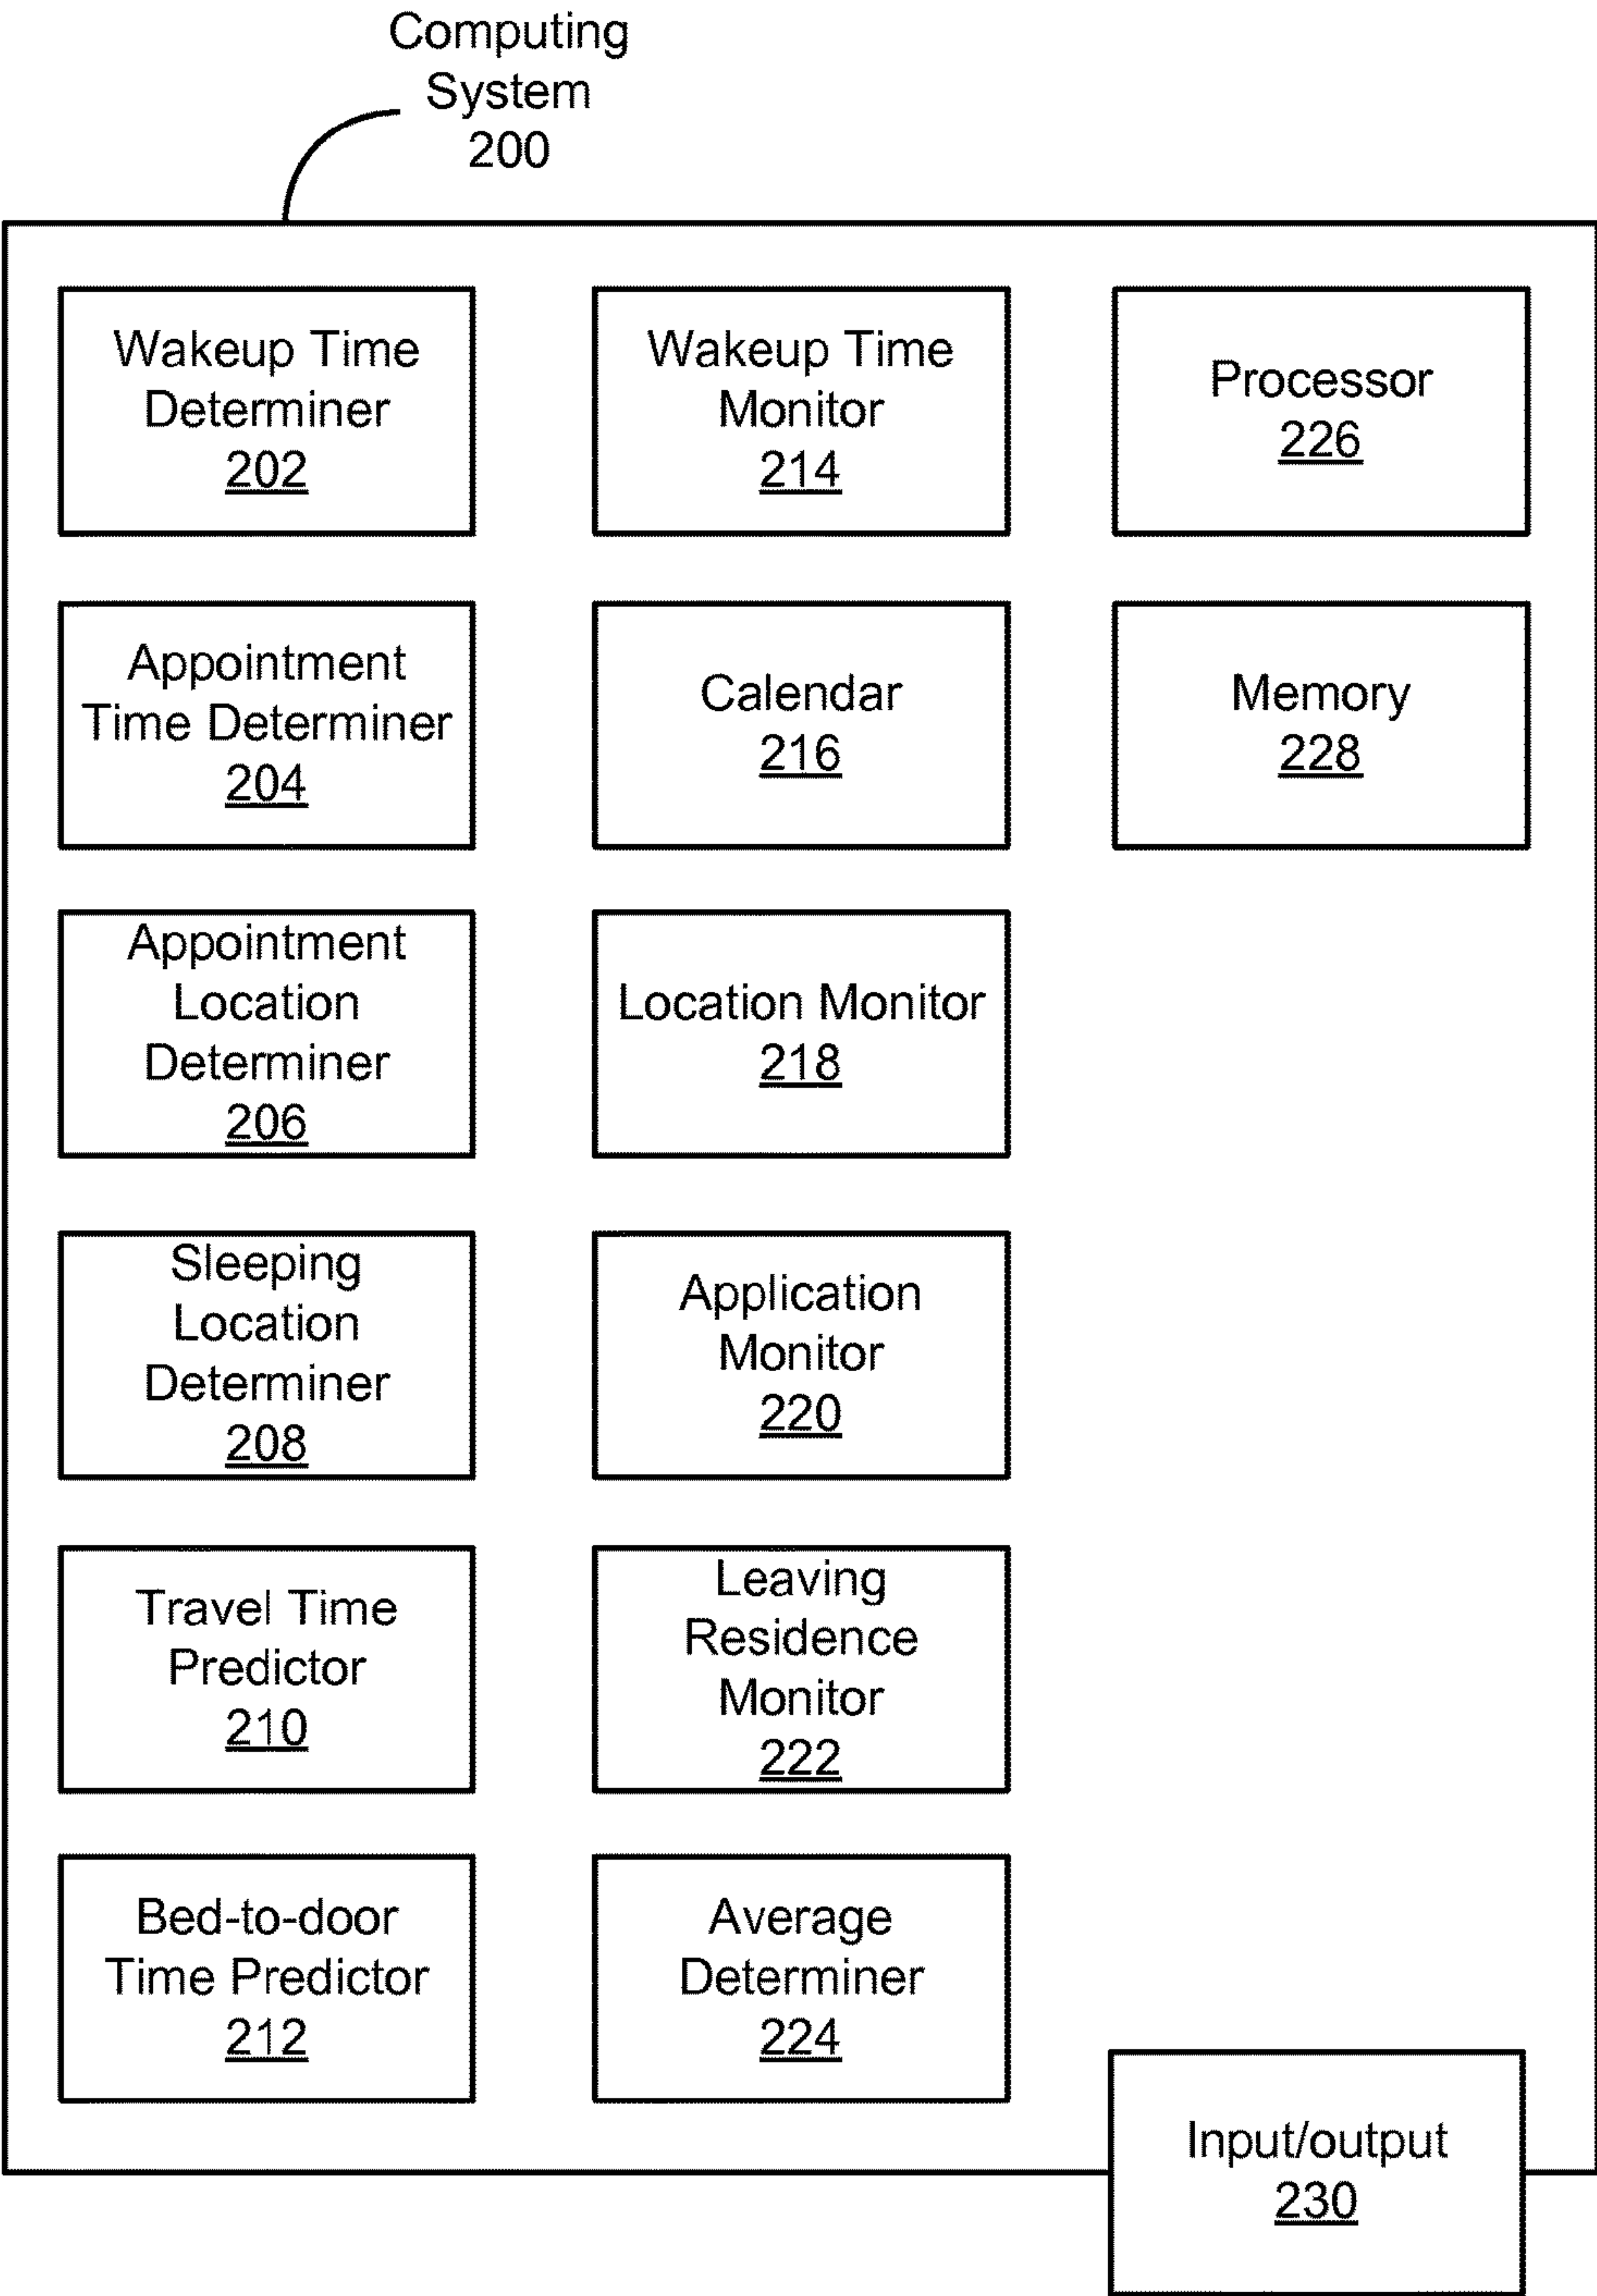 Computing
System
200
Wakeup Time
Determiner
202
Wakeup Time
Monitor
214
Processor
226
Appointment
Time Determiner
204
Calendar
216
Memory
228
Appointment
Location
Determiner
206
Location Monitor
218
Sleeping
Location
Determiner
208
Application
Monitor
220
Travel Time
Predictor
210
Leaving
Residence
Monitor
222
Bed-to-door
Time Predictor
212
Average
Determiner
224
Input/output
230